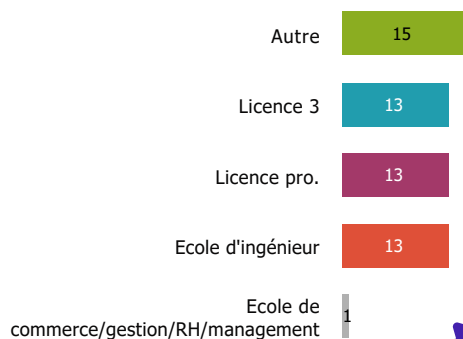 Autre 15
Licence 3 13
Licence pro. 13
Ecole d'ingénieur 13
Ecole de
commerce/gestion/RH/management 1